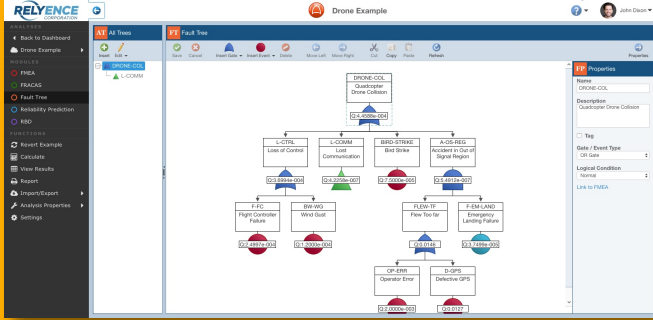 RELYENCE
CORPORATION
Drone Example
? John Dixon
ANALYSES
Back to Dashboard
Drone Example
MODULES
FMEA
FRACAS
Fault Tree
Reliability Prediction
RBD
FUNCTIONS
Revert Example
Calculate
View Results
Report
Import/Export
Analysis Properties
Settings
AT All Trees
Insert Edit
DRONE-COL
L-COMM
FT Fault Tree
Save Cancel Insert Gate Insert Event Delete Move Left Move Right Cut Copy Paste Refresh Properties
DRONE-COL
Quadcopter
Drone Collision
Q:4.4588e-004
L-CTRL L-COMM BIRD-STRIKE A-OS-REG
Loss of Control Lost Bird Strike Accident in Out of
Communication Signal Region
Q:3.6994e-004 Q:4.2258e-007 Q:7.5000e-005 Q:5.4912e-007
F-FC BW-WG FLEW-TF F-EM-LAND
Flight Controller Wind Gust Flew Too far Emergency
Failure Landing Failure
Q:2.4997e-004 Q:1.2000e-004 Q:0.0146 Q:3.7499e-005
OP-ERR D-GPS
Operator Error Defective GPS
Q:2.0000e-003 Q:0.0127
FP Properties
Name
DRONE-COL
Description
Quadcopter Drone Collision
Tag
Gate / Event Type
OR Gate
Logical Condition
Normal
Link to FMEA